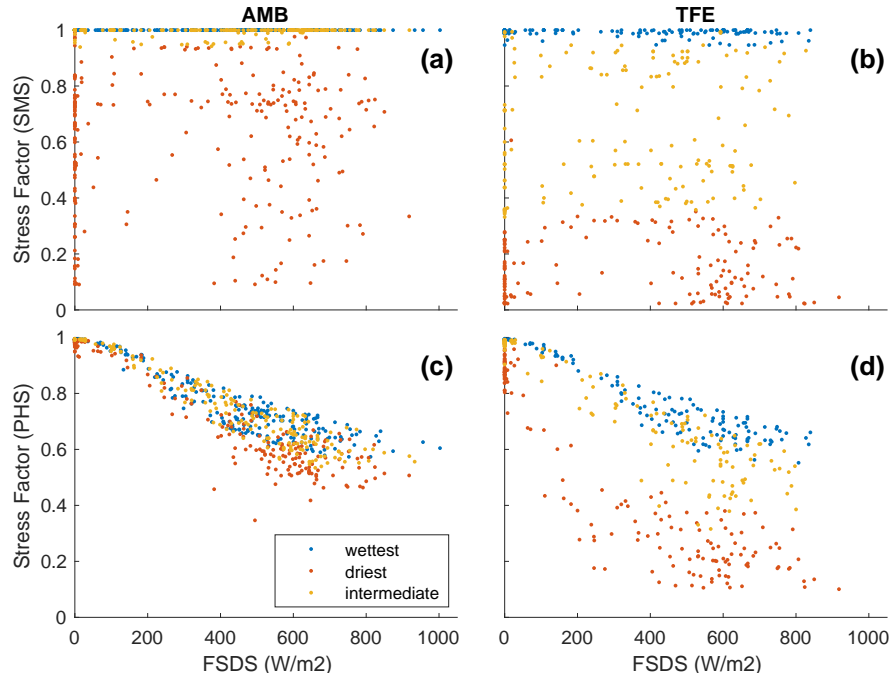 AMB
TFE
(a)
(b)
Stress Factor (SMS)
1
0.8
0.6
0.4
0.2
0
(c)
(d)
Stress Factor (PHS)
1
0.8
0.6
0.4
0.2
0
wettest
driest
intermediate
0 200 400 600 800 1000
0 200 400 600 800 1000
FSDS (W/m2)
FSDS (W/m2)